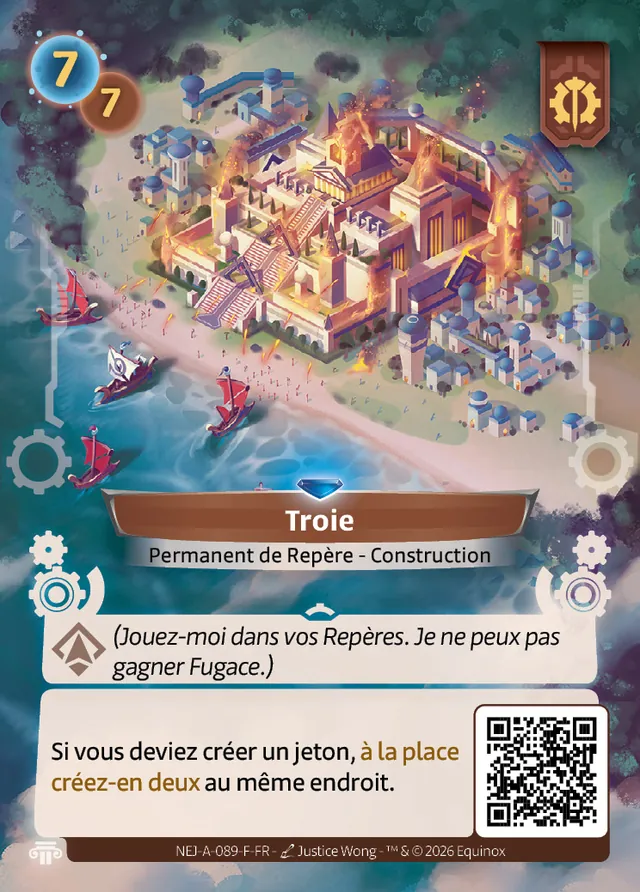 7
7
Troie
Permanent de Repère - Construction
(Jouez-moi dans vos Repères. Je ne peux pas
gagner Fugace.)
Si vous deviez créer un jeton, à la place
créez-en deux au même endroit.
NEJ-A-089-F-FR - Justice Wong - ™ & © 2026 Equinox